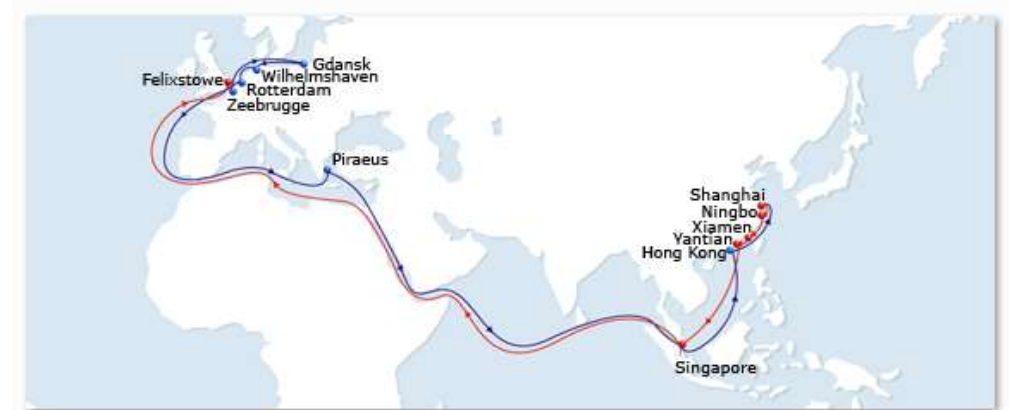 Gdansk
Felixstowe
Wilhelmshaven
Rotterdam
Zeebrugge
Piraeus
Shanghai
Ningbo
Xiamen
Yantian
Hong Kong
Singapore